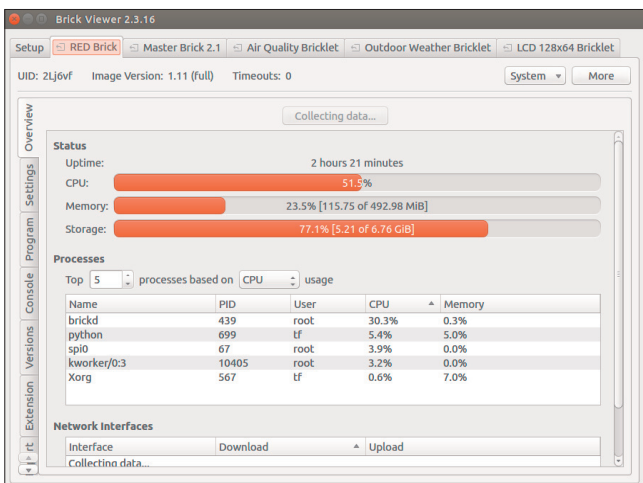 Brick Viewer 2.3.16
Setup RED Brick Master Brick 2.1 Air Quality Bricklet Outdoor Weather Bricklet LCD 128x64 Bricklet
UID: 2Lj6vf Image Version: 1.11 (full) Timeouts: 0 System More
Overview
Settings
Program
Console
Versions
Extension
Collecting data...
Status
Uptime: 2 hours 21 minutes
CPU: 51.5%
Memory: 23.5% [115.75 of 492.98 MiB]
Storage: 77.1% [5.21 of 6.76 GiB]
Processes
Top 5 processes based on CPU usage
Name PID User CPU Memory
brickd 439 root 30.3% 0.3%
python 699 tf 5.4% 5.0%
spi0 67 root 3.9% 0.0%
kworker/0:3 10405 root 3.2% 0.0%
Xorg 567 tf 0.6% 7.0%
Network Interfaces
Interface Download Upload
Collecting data...